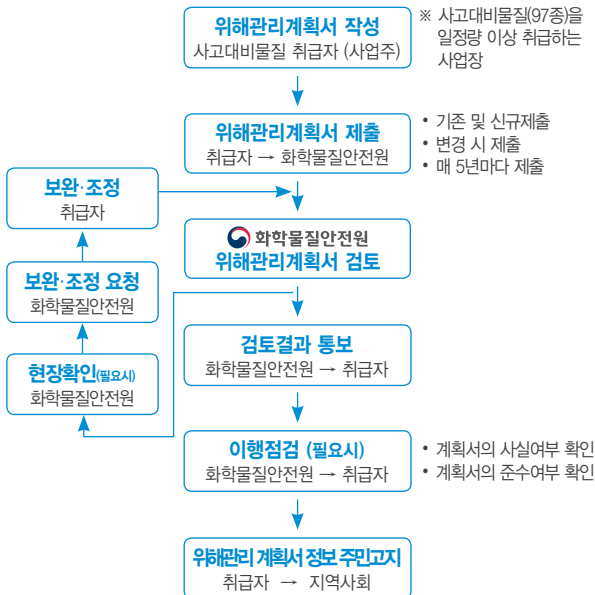 위해관리계획서 작성
사고대비물질 취급자 (사업주)
※ 사고대비물질(97종)을
일정량 이상 취급하는
사업장
위해관리계획서 제출
취급자 → 화학물질안전원
• 기존 및 신규제출
• 변경 시 제출
• 매 5년마다 제출
보완·조정
취급자
화학물질안전원
위해관리계획서 검토
보완·조정 요청
화학물질안전원
현장확인(필요시)
화학물질안전원
검토결과 통보
화학물질안전원 → 취급자
이행점검 (필요시)
화학물질안전원 → 취급자
• 계획서의 사실여부 확인
• 계획서의 준수여부 확인
위해관리 계획서 정보 주민고지
취급자 → 지역사회